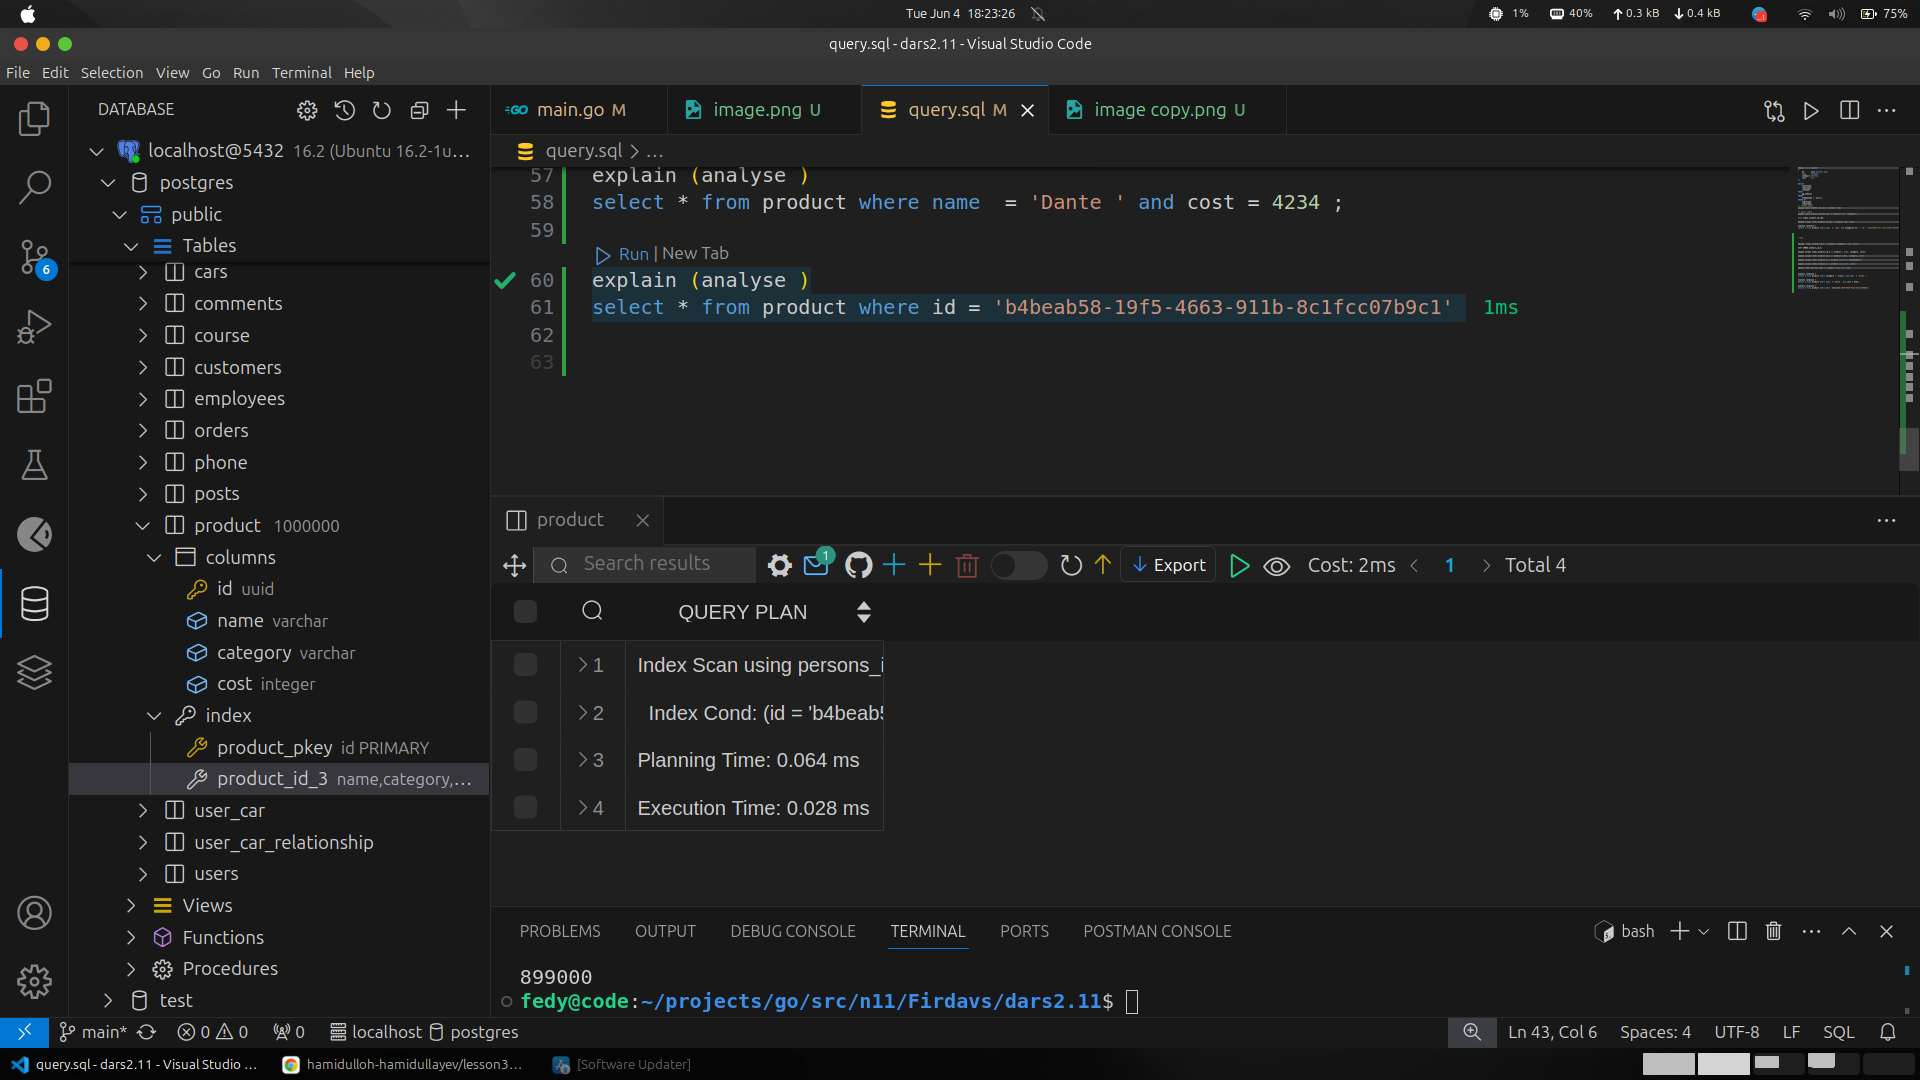 Tue Jun 4 18:23:26
1%
40%
0.3 kB
0.4 kB
75%
query.sql - dars2.11 - Visual Studio Code
File Edit Selection View Go Run Terminal Help
DATABASE
localhost@5432 16.2 (Ubuntu 16.2-1u...
postgres
public
Tables
cars
comments
course
customers
employees
orders
phone
posts
product 1000000
columns
id uuid
name varchar
category varchar
cost integer
index
product_pkey id PRIMARY
product_id_3 name,category,...
user_car
user_car_relationship
users
Views
Functions
Procedures
test
6
main.go M
image.png U
query.sql M
image copy.png U
query.sql > ...
57 explain (analyse )
58 select * from product where name  = 'Dante ' and cost = 4234 ;
59
Run | New Tab
60 explain (analyse )
61 select * from product where id = 'b4beab58-19f5-4663-911b-8c1fcc07b9c1' 1ms
62
63
product
Search results
1
Export
Cost: 2ms
1
Total 4
QUERY PLAN
1 Index Scan using persons_i
2 Index Cond: (id = 'b4beab5
3 Planning Time: 0.064 ms
4 Execution Time: 0.028 ms
PROBLEMS OUTPUT DEBUG CONSOLE TERMINAL PORTS POSTMAN CONSOLE
bash
899000
fedy@code:~/projects/go/src/n11/Firdavs/dars2.11$
main* 0 0 0 localhost postgres
Ln 43, Col 6 Spaces: 4 UTF-8 LF SQL
query.sql - dars2.11 - Visual Studio ...
hamidulloh-hamidullayev/lesson3...
[Software Updater]